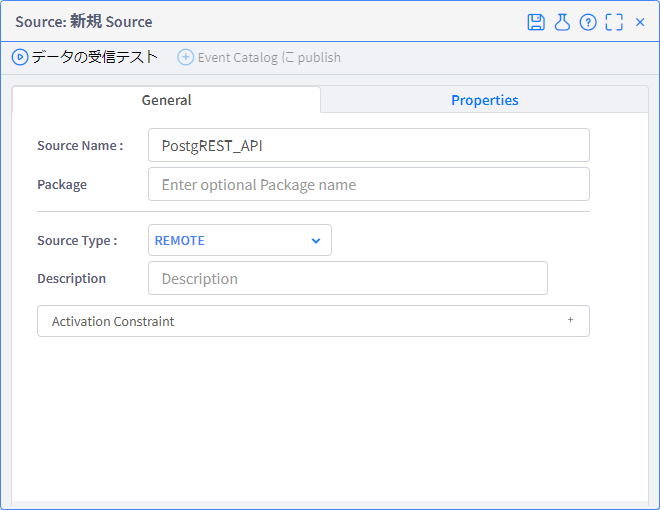 Source: 新規 Source
データの受信テスト Event Catalog に publish
General Properties
Source Name : PostgREST_API
Package Enter optional Package name
Source Type : REMOTE
Description Description
Activation Constraint +